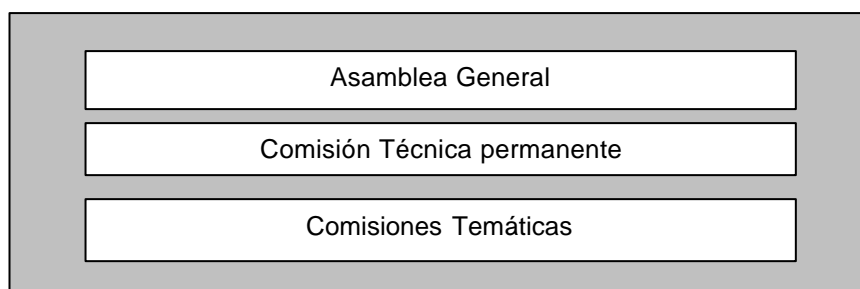 Asamblea General
Comisión Técnica permanente
Comisiones Temáticas